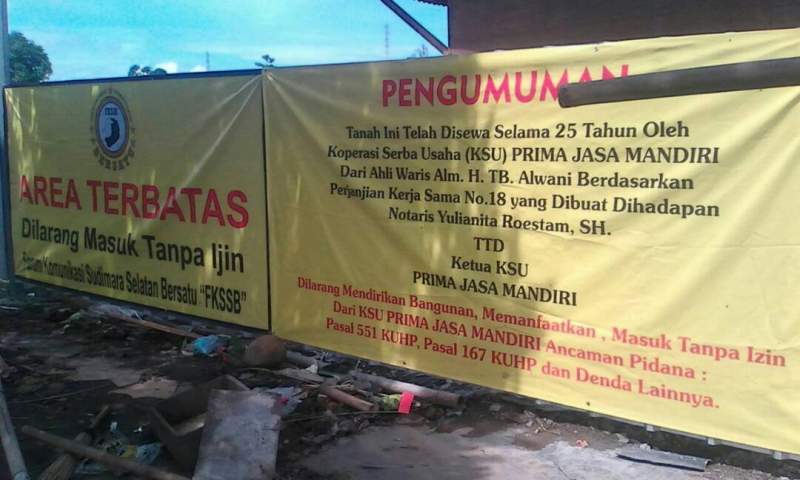 BERSATU
AREA TERBATAS
Dilarang Masuk Tanpa Ijin
Forum Komunikasi Sudimara Selatan Bersatu "FKSSB"
PENGUMUMAN
Tanah Ini Telah Disewa Selama 25 Tahun Oleh
Koperasi Serba Usaha (KSU) PRIMA JASA MANDIRI
Dari Ahli Waris Alm. H. TB. Alwani Berdasarkan
Perjanjian Kerja Sama No.18 yang Dibuat Dihadapan
Notaris Yulianita Roestam, SH.
TTD
Ketua KSU
PRIMA JASA MANDIRI
Dilarang Mendirikan Bangunan, Memanfaatkan , Masuk Tanpa Izin
Dari KSU PRIMA JASA MANDIRI Ancaman Pidana :
Pasal 551 KUHP, Pasal 167 KUHP dan Denda Lainnya.